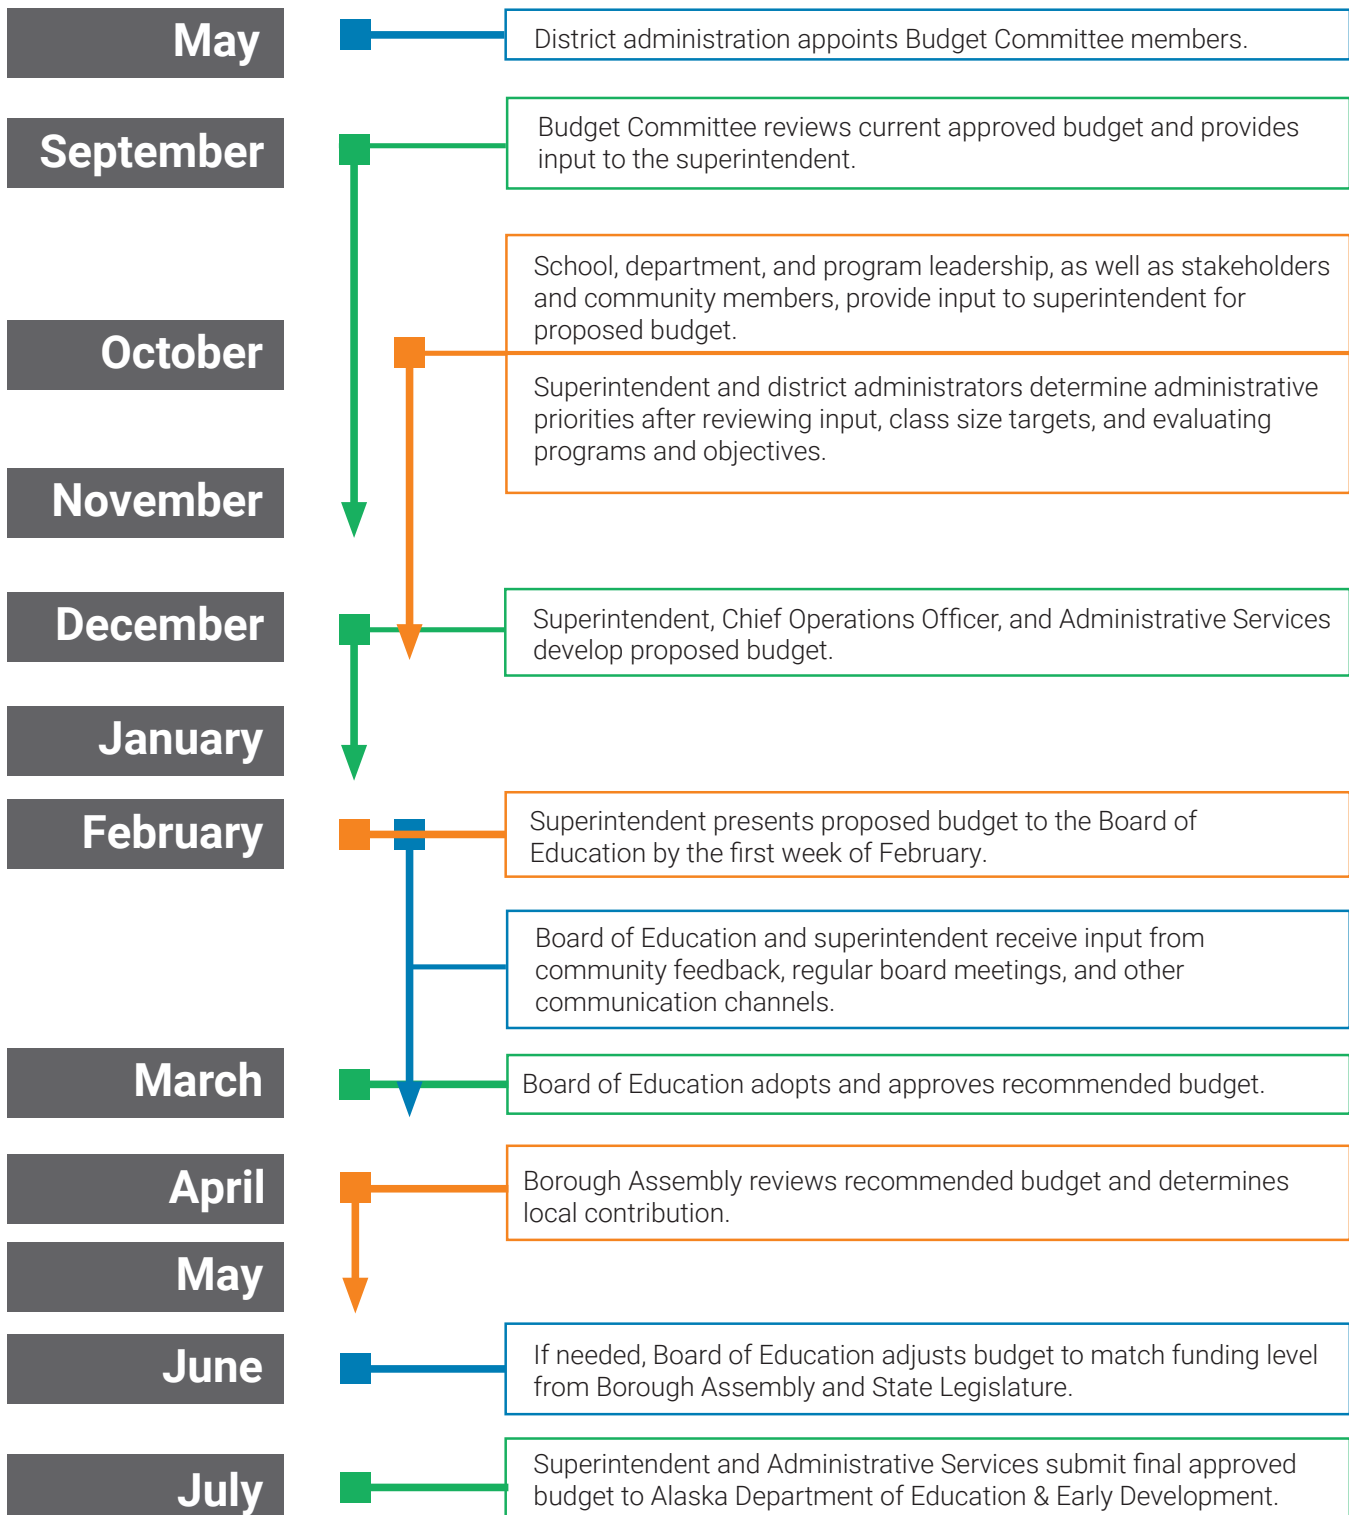 May
District administration appoints Budget Committee members.
September
Budget Committee reviews current approved budget and provides
input to the superintendent.
School, department, and program leadership, as well as stakeholders
and community members, provide input to superintendent for
proposed budget.
October
Superintendent and district administrators determine administrative
priorities after reviewing input, class size targets, and evaluating
programs and objectives.
November
December
Superintendent, Chief Operations Officer, and Administrative Services
develop proposed budget.
January
February
Superintendent presents proposed budget to the Board of
Education by the first week of February.
Board of Education and superintendent receive input from
community feedback, regular board meetings, and other
communication channels.
March
Board of Education adopts and approves recommended budget.
April
Borough Assembly reviews recommended budget and determines
local contribution.
May
June
If needed, Board of Education adjusts budget to match funding level
from Borough Assembly and State Legislature.
July
Superintendent and Administrative Services submit final approved
budget to Alaska Department of Education & Early Development.